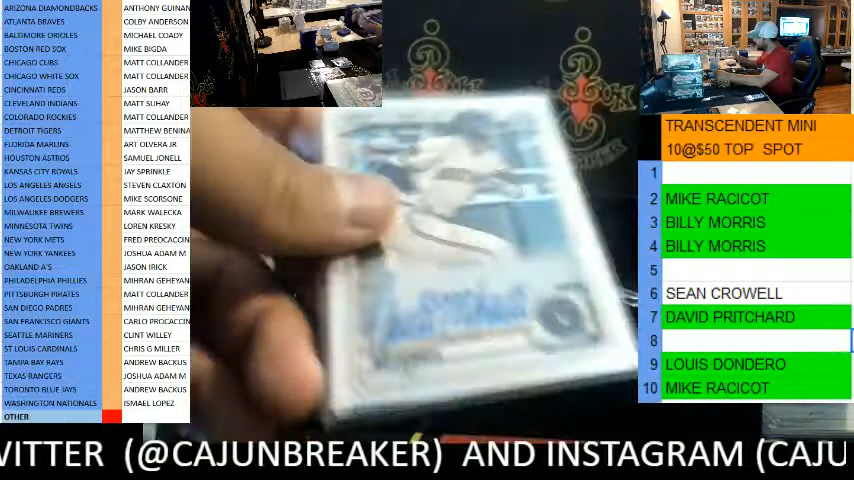 ARIZONA DIAMONDBACKS ANTHONY GUINAN
ATLANTA BRAVES COLBY ANDERSON
BALTIMORE ORIOLES MICHAEL COADY
BOSTON RED SOX MIKE BIGDA
CHICAGO CUBS MATT COLLANDER
CHICAGO WHITE SOX MATT COLLANDER
CINCINNATI REDS JASON BARR
CLEVELAND INDIANS MATT SUHAY
COLORADO ROCKIES MATT COLLANDER
DETROIT TIGERS MATTHEW BENINA
FLORIDA MARLINS ART OLVERA JR
HOUSTON ASTROS SAMUEL JONELL
KANSAS CITY ROYALS JAY SPRINKLE
LOS ANGELES ANGELS STEVEN CLAXTON
LOS ANGELES DODGERS MIKE SCORSONE
MILWAUKEE BREWERS MARK WALECKA
MINNESOTA TWINS LOREN KRESKY
NEW YORK METS FRED PREOCACCIN
NEW YORK YANKEES JOSHUA ADAM M
OAKLAND A'S JASON IRICK
PHILADELPHIA PHILLIES MIHRAN GEHEYAN
PITTSBURGH PIRATES MATT COLLANDER
SAN DIEGO PADRES MIHRAN GEHEYAN
SAN FRANCISCO GIANTS CARLO PROCACCIN
SEATTLE MARINERS CLINT WILLEY
ST LOUIS CARDINALS CHRIS G MILLER
TAMPA BAY RAYS ANDREW BACKUS
TEXAS RANGERS JOSHUA ADAM M
TORONTO BLUE JAYS ANDREW BACKUS
WASHINGTON NATIONALS ISMAEL LOPEZ
OTHER
TRANSCENDENT MINI
10@$50 TOP SPOT
1
2 MIKE RACICOT
3 BILLY MORRIS
4 BILLY MORRIS
5
6 SEAN CROWELL
7 DAVID PRITCHARD
8
9 LOUIS DONDERO
10 MIKE RACICOT
WITTER (@CAJUNBREAKER) AND INSTAGRAM (CAJU